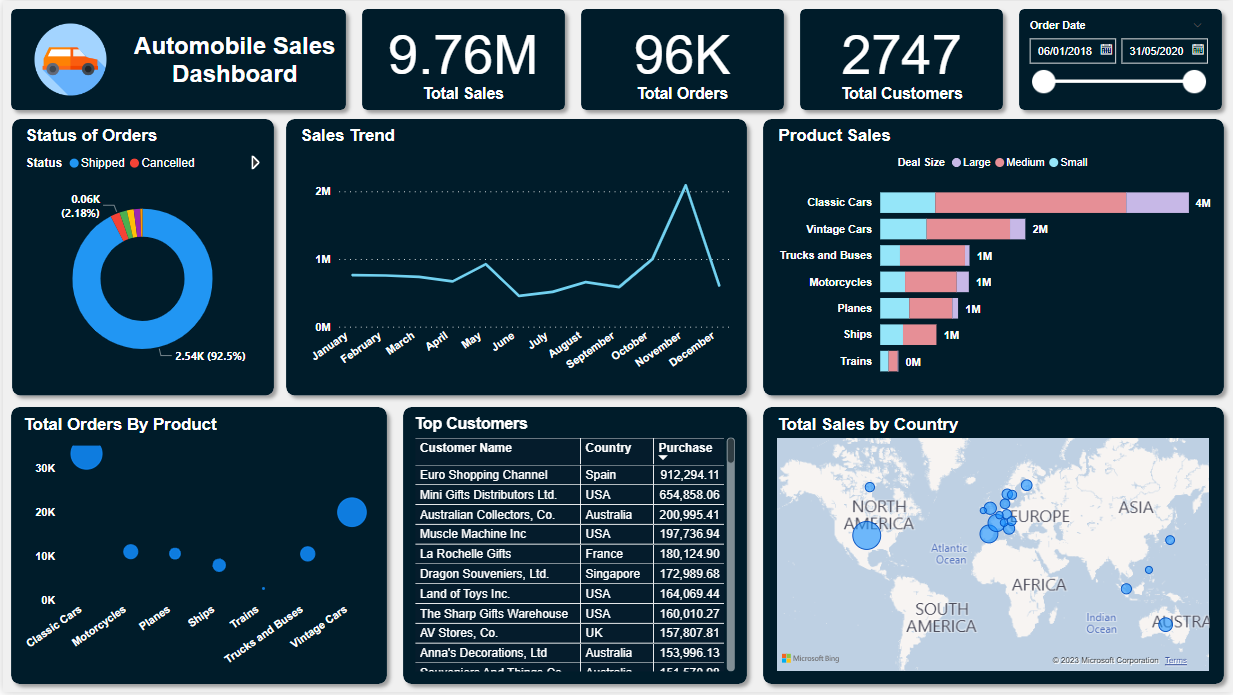 Automobile Sales
Dashboard
9.76M
Total Sales
96K
Total Orders
2747
Total Customers
Order Date
06/01/2018
31/05/2020
Status of Orders
Status Shipped Cancelled
0.06K
(2.18%)
2.54K (92.5%)
Sales Trend
2M
1M
0M
January
February
March
April
May
June
July
August
September
October
November
December
Product Sales
Deal Size Large Medium Small
Classic Cars 4M
Vintage Cars 2M
Trucks and Buses 1M
Motorcycles 1M
Planes 1M
Ships 1M
Trains 0M
Total Orders By Product
30K
20K
10K
0K
Classic Cars
Motorcycles
Planes
Ships
Trains
Trucks and Buses
Vintage Cars
Top Customers
Customer Name Country Purchase
Euro Shopping Channel Spain 912,294.11
Mini Gifts Distributors Ltd. USA 654,858.06
Australian Collectors, Co. Australia 200,995.41
Muscle Machine Inc USA 197,736.94
La Rochelle Gifts France 180,124.90
Dragon Souveniers, Ltd. Singapore 172,989.68
Land of Toys Inc. USA 164,069.44
The Sharp Gifts Warehouse USA 160,010.27
AV Stores, Co. UK 157,807.81
Anna's Decorations, Ltd Australia 153,996.13
Souveniers And Things Co. Australia 151,570.98
Total Sales by Country
NORTH
AMERICA
EUROPE
ASIA
Atlantic
Ocean
AFRICA
SOUTH
AMERICA
Indian
Ocean
AUSTRA
Microsoft Bing
© 2023 Microsoft Corporation Terms